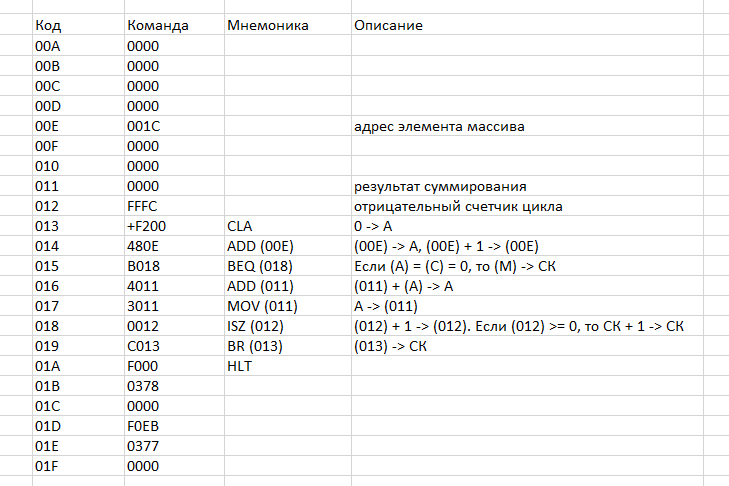 Код Команда Мнемоника Описание
00A 0000
00B 0000
00C 0000
00D 0000
00E 001C адрес элемента массива
00F 0000
010 0000
011 0000 результат суммирования
012 FFFC отрицательный счетчик цикла
013 +F200 CLA 0 -> A
014 480E ADD (00E) (00E) -> A, (00E) + 1 -> (00E)
015 B018 BEQ (018) Если (A) = (C) = 0, то (M) -> СК
016 4011 ADD (011) (011) + (A) -> A
017 3011 MOV (011) A -> (011)
018 0012 ISZ (012) (012) + 1 -> (012). Если (012) >= 0, то СК + 1 -> СК
019 C013 BR (013) (013) -> СК
01A F000 HLT
01B 0378
01C 0000
01D F0EB
01E 0377
01F 0000